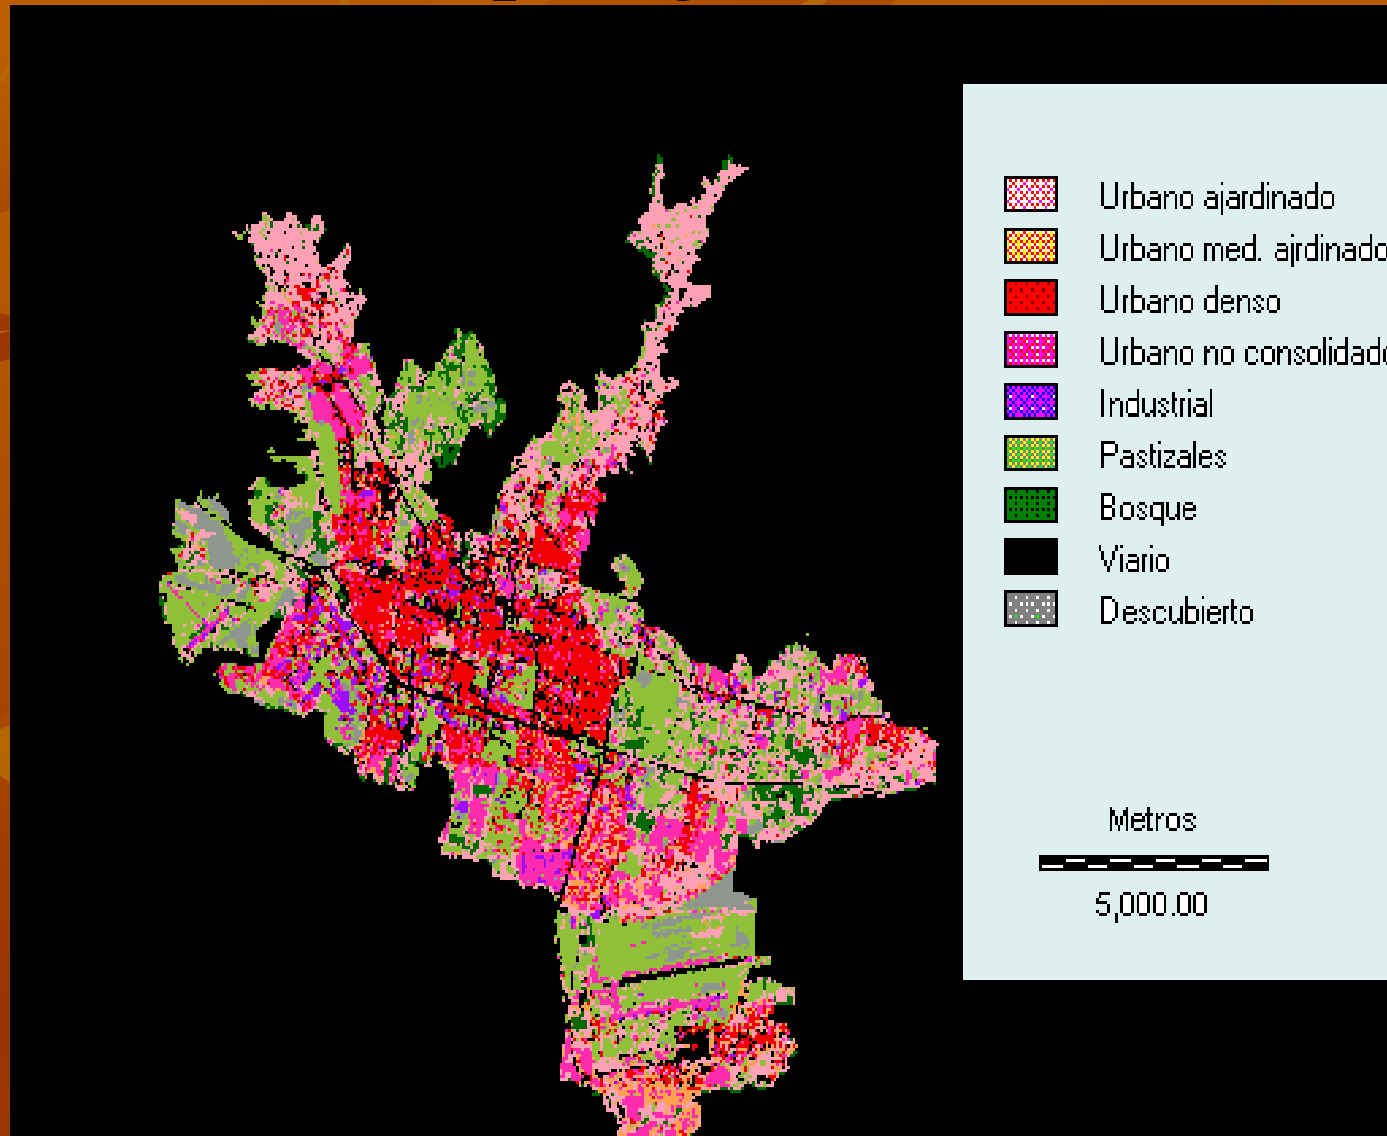 Urbano ajardinado
Urbano med. ajrdinado
Urbano denso
Urbano no consolidado
Industrial
Pastizales
Bosque
Viario
Descubierto
Metros
5,000.00